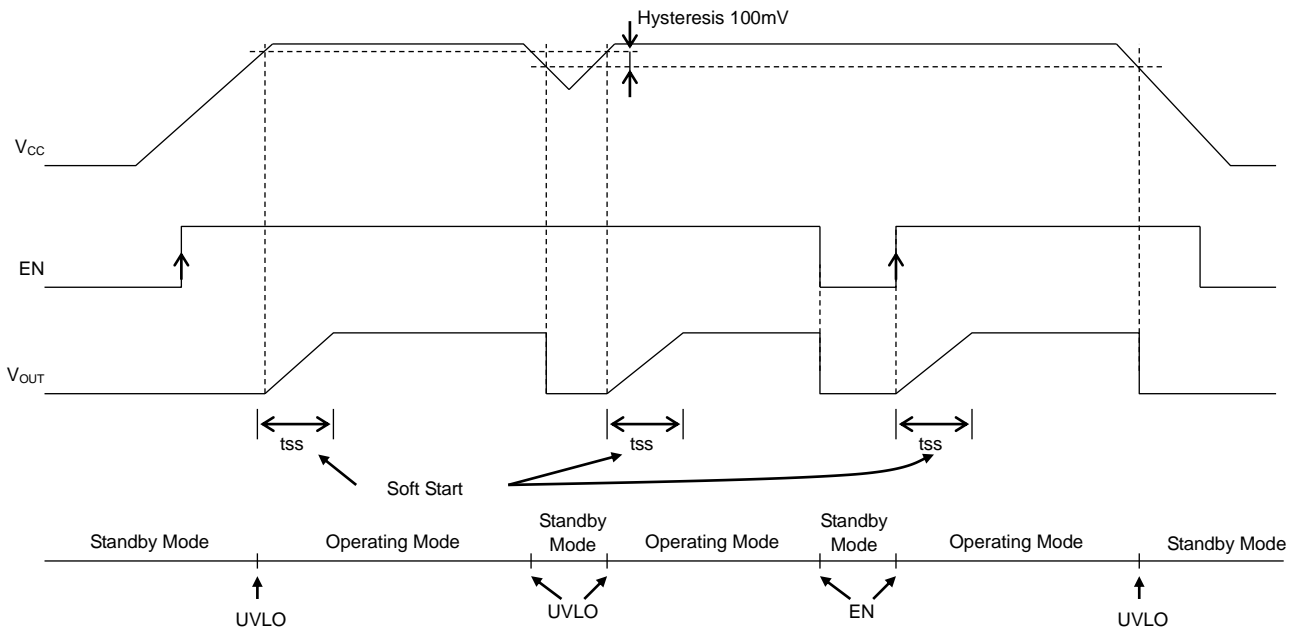 Hysteresis 100mV
VCC
EN
VOUT
tss
tss
tss
Soft Start
Standby Mode
Operating Mode
Standby
Mode
Operating Mode
Standby
Mode
Operating Mode
Standby Mode
UVLO
UVLO
EN
UVLO